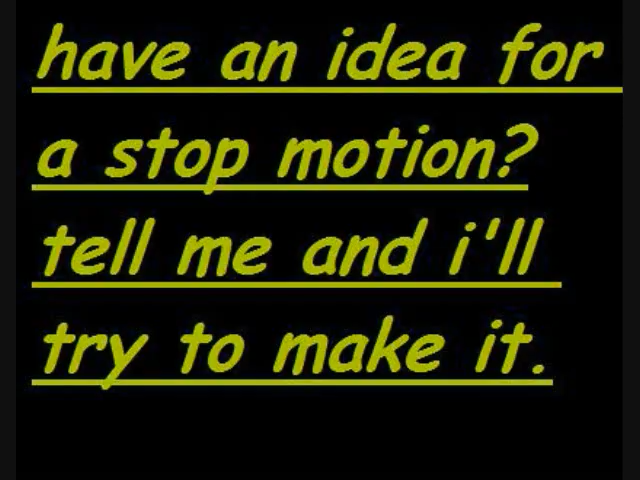 have an idea for
a stop motion?
tell me and i'll
try to make it.